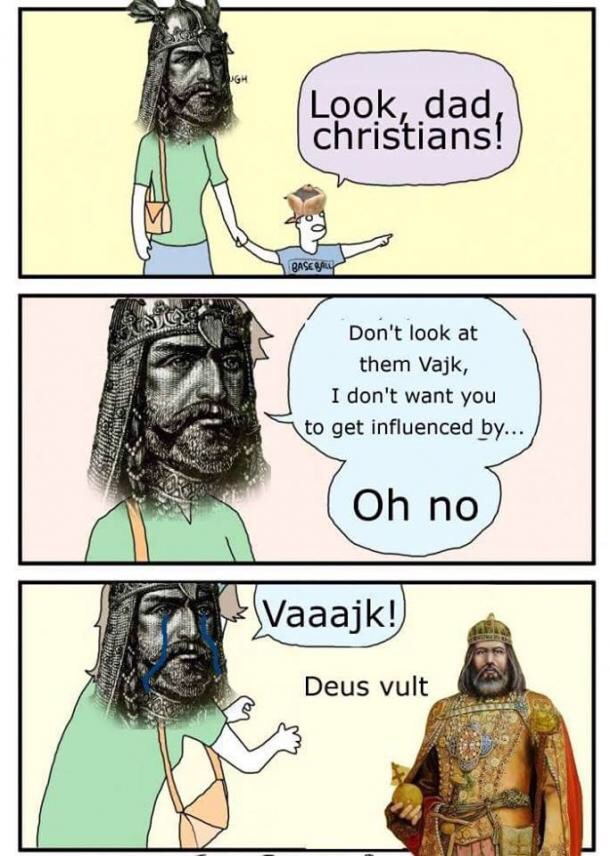 UGH
Look, dad,
christians!
BASEBALL
Don't look at
them Vajk,
I don't want you
to get influenced by...
Oh no
Vaaajk!
Deus vult